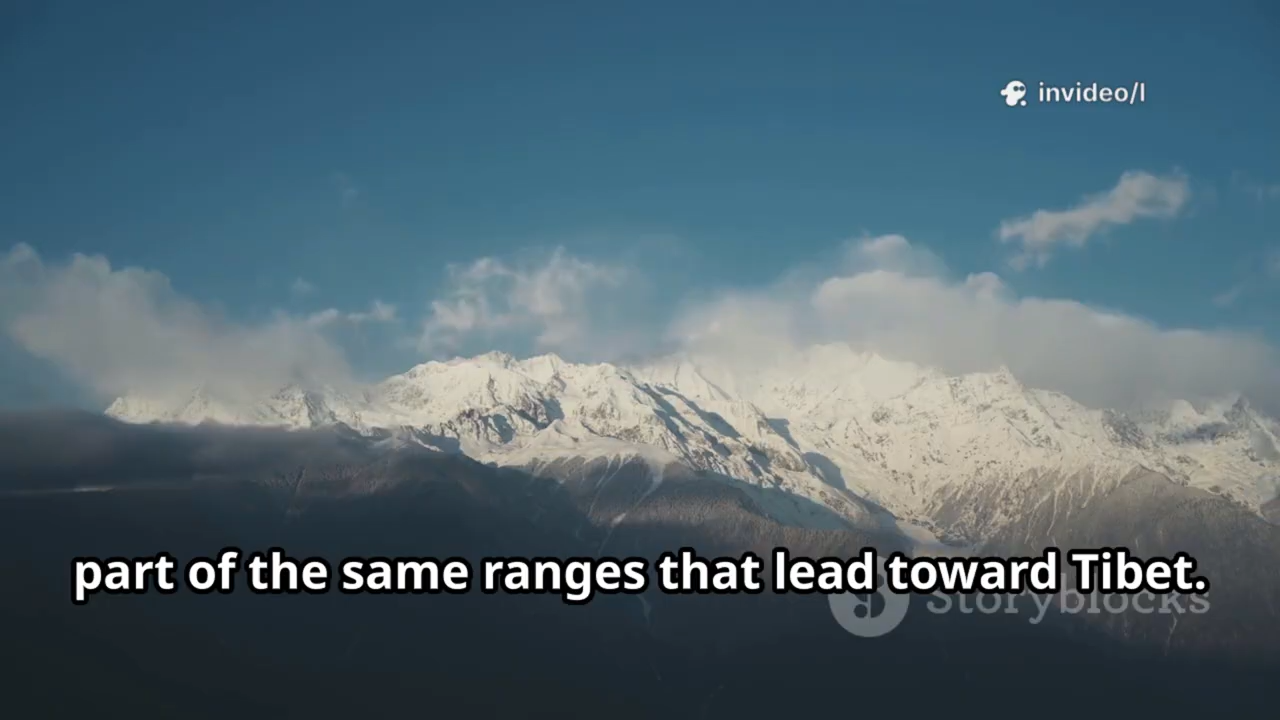 invideo/I
part of the same ranges that lead toward Tibet.
Storyblocks